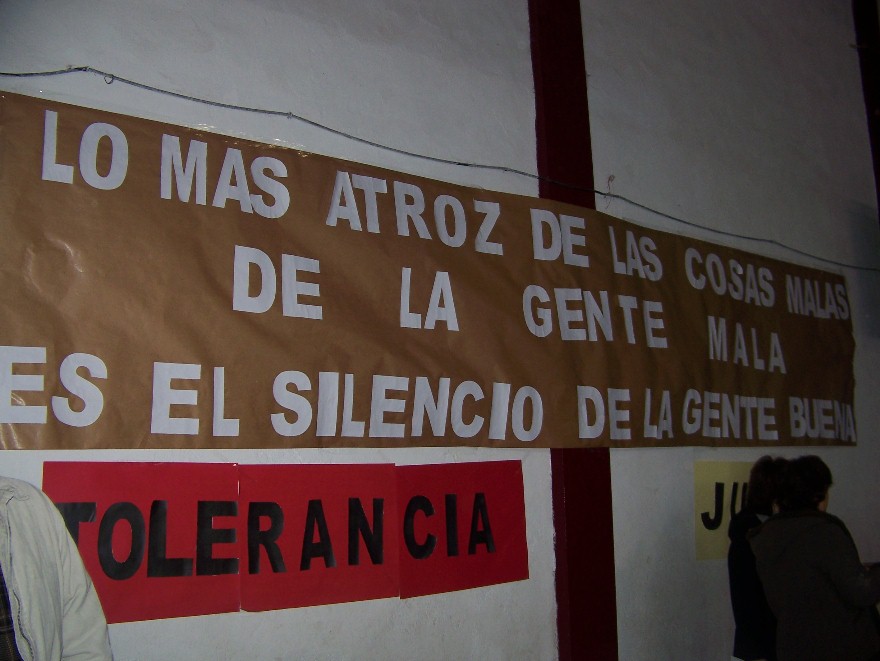 LO MAS ATROZ DE LAS COSAS MALAS
DE LA GENTE MALA
ES EL SILENCIO DE LA GENTE BUENA
TOLERANCIA